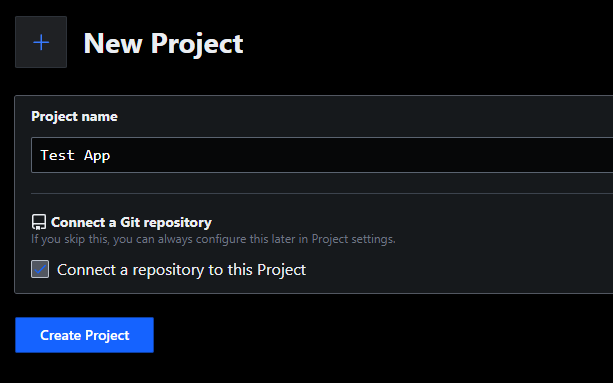 New Project
Project name
Test App
Connect a Git repository
If you skip this, you can always configure this later in Project settings.
Connect a repository to this Project
Create Project